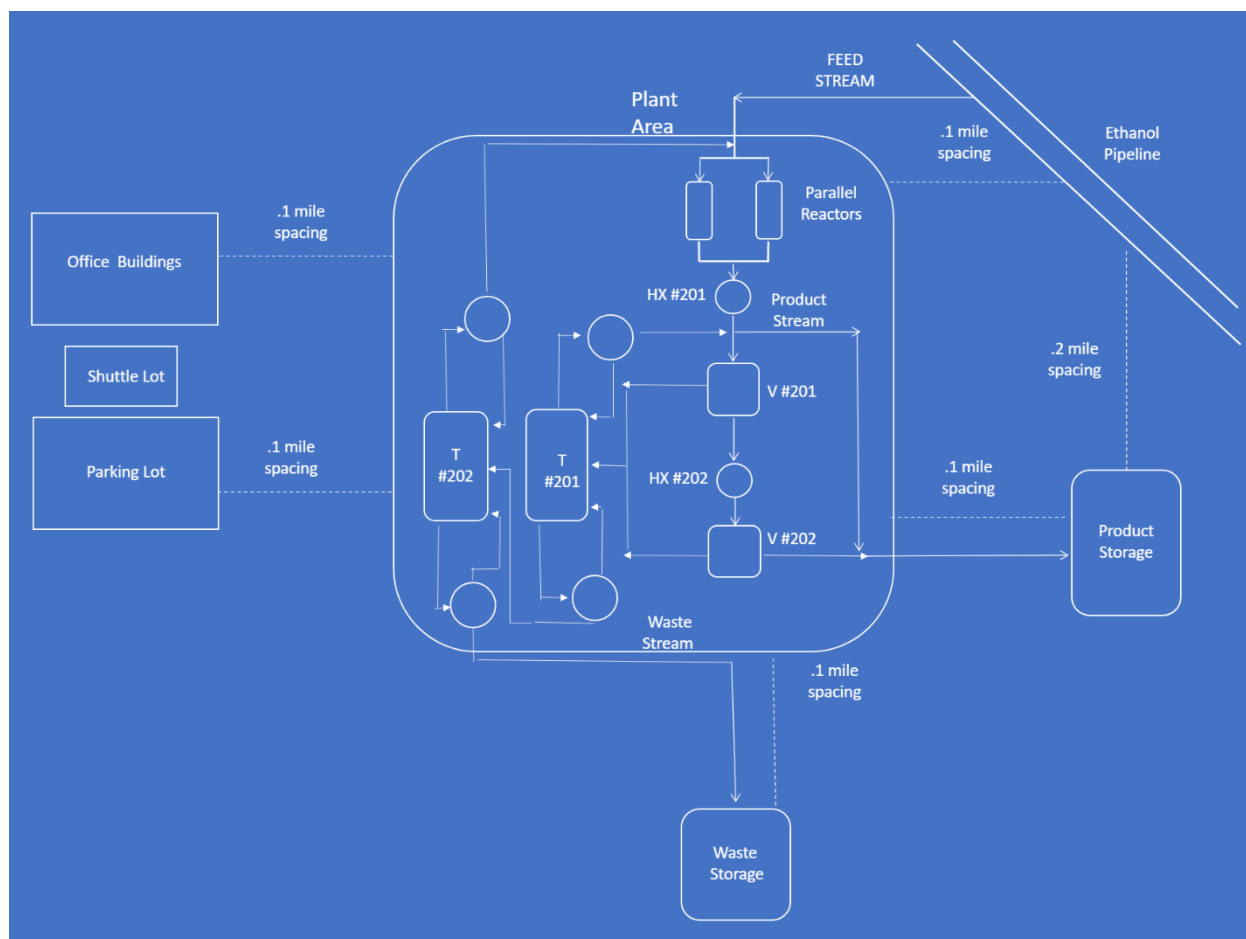 FEED
STREAM
Plant
Area
.1 mile
spacing
Ethanol
Pipeline
Parallel
Reactors
.1 mile
spacing
Office Buildings
HX #201
Product
Stream
.2 mile
spacing
Shuttle Lot
V #201
Parking Lot
.1 mile
spacing
T
#202
T
#201
HX #202
.1 mile
spacing
V #202
Product
Storage
Waste
Stream
.1 mile
spacing
Waste
Storage